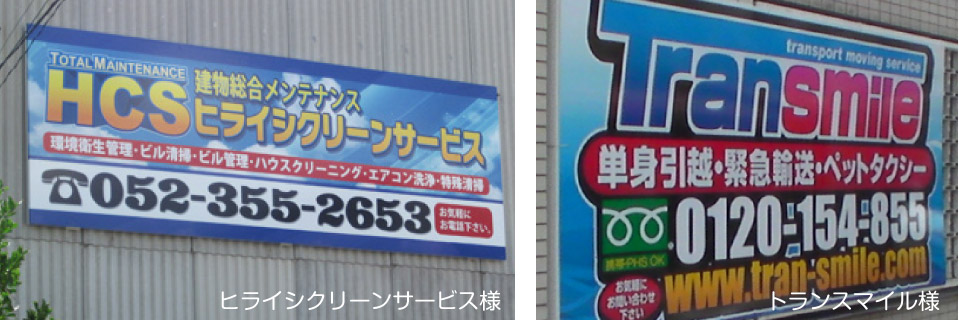 TOTAL MAINTENANCE
HCS
建物総合メンテナンス
ヒライシクリーンサービス
環境衛生管理・ビル清掃・ビル管理・ハウスクリーニング・エアコン洗浄・特殊清掃
☎052-355-2653
お気軽に
お電話下さい。
ヒライシクリーンサービス様
transport moving service
Transmile
単身引越・緊急輸送・ペットタクシー
0120-154-855
携帯・PHS OK
www.tran-smile.com
お気軽に
お問い合わせ
下さい
トランスマイル様